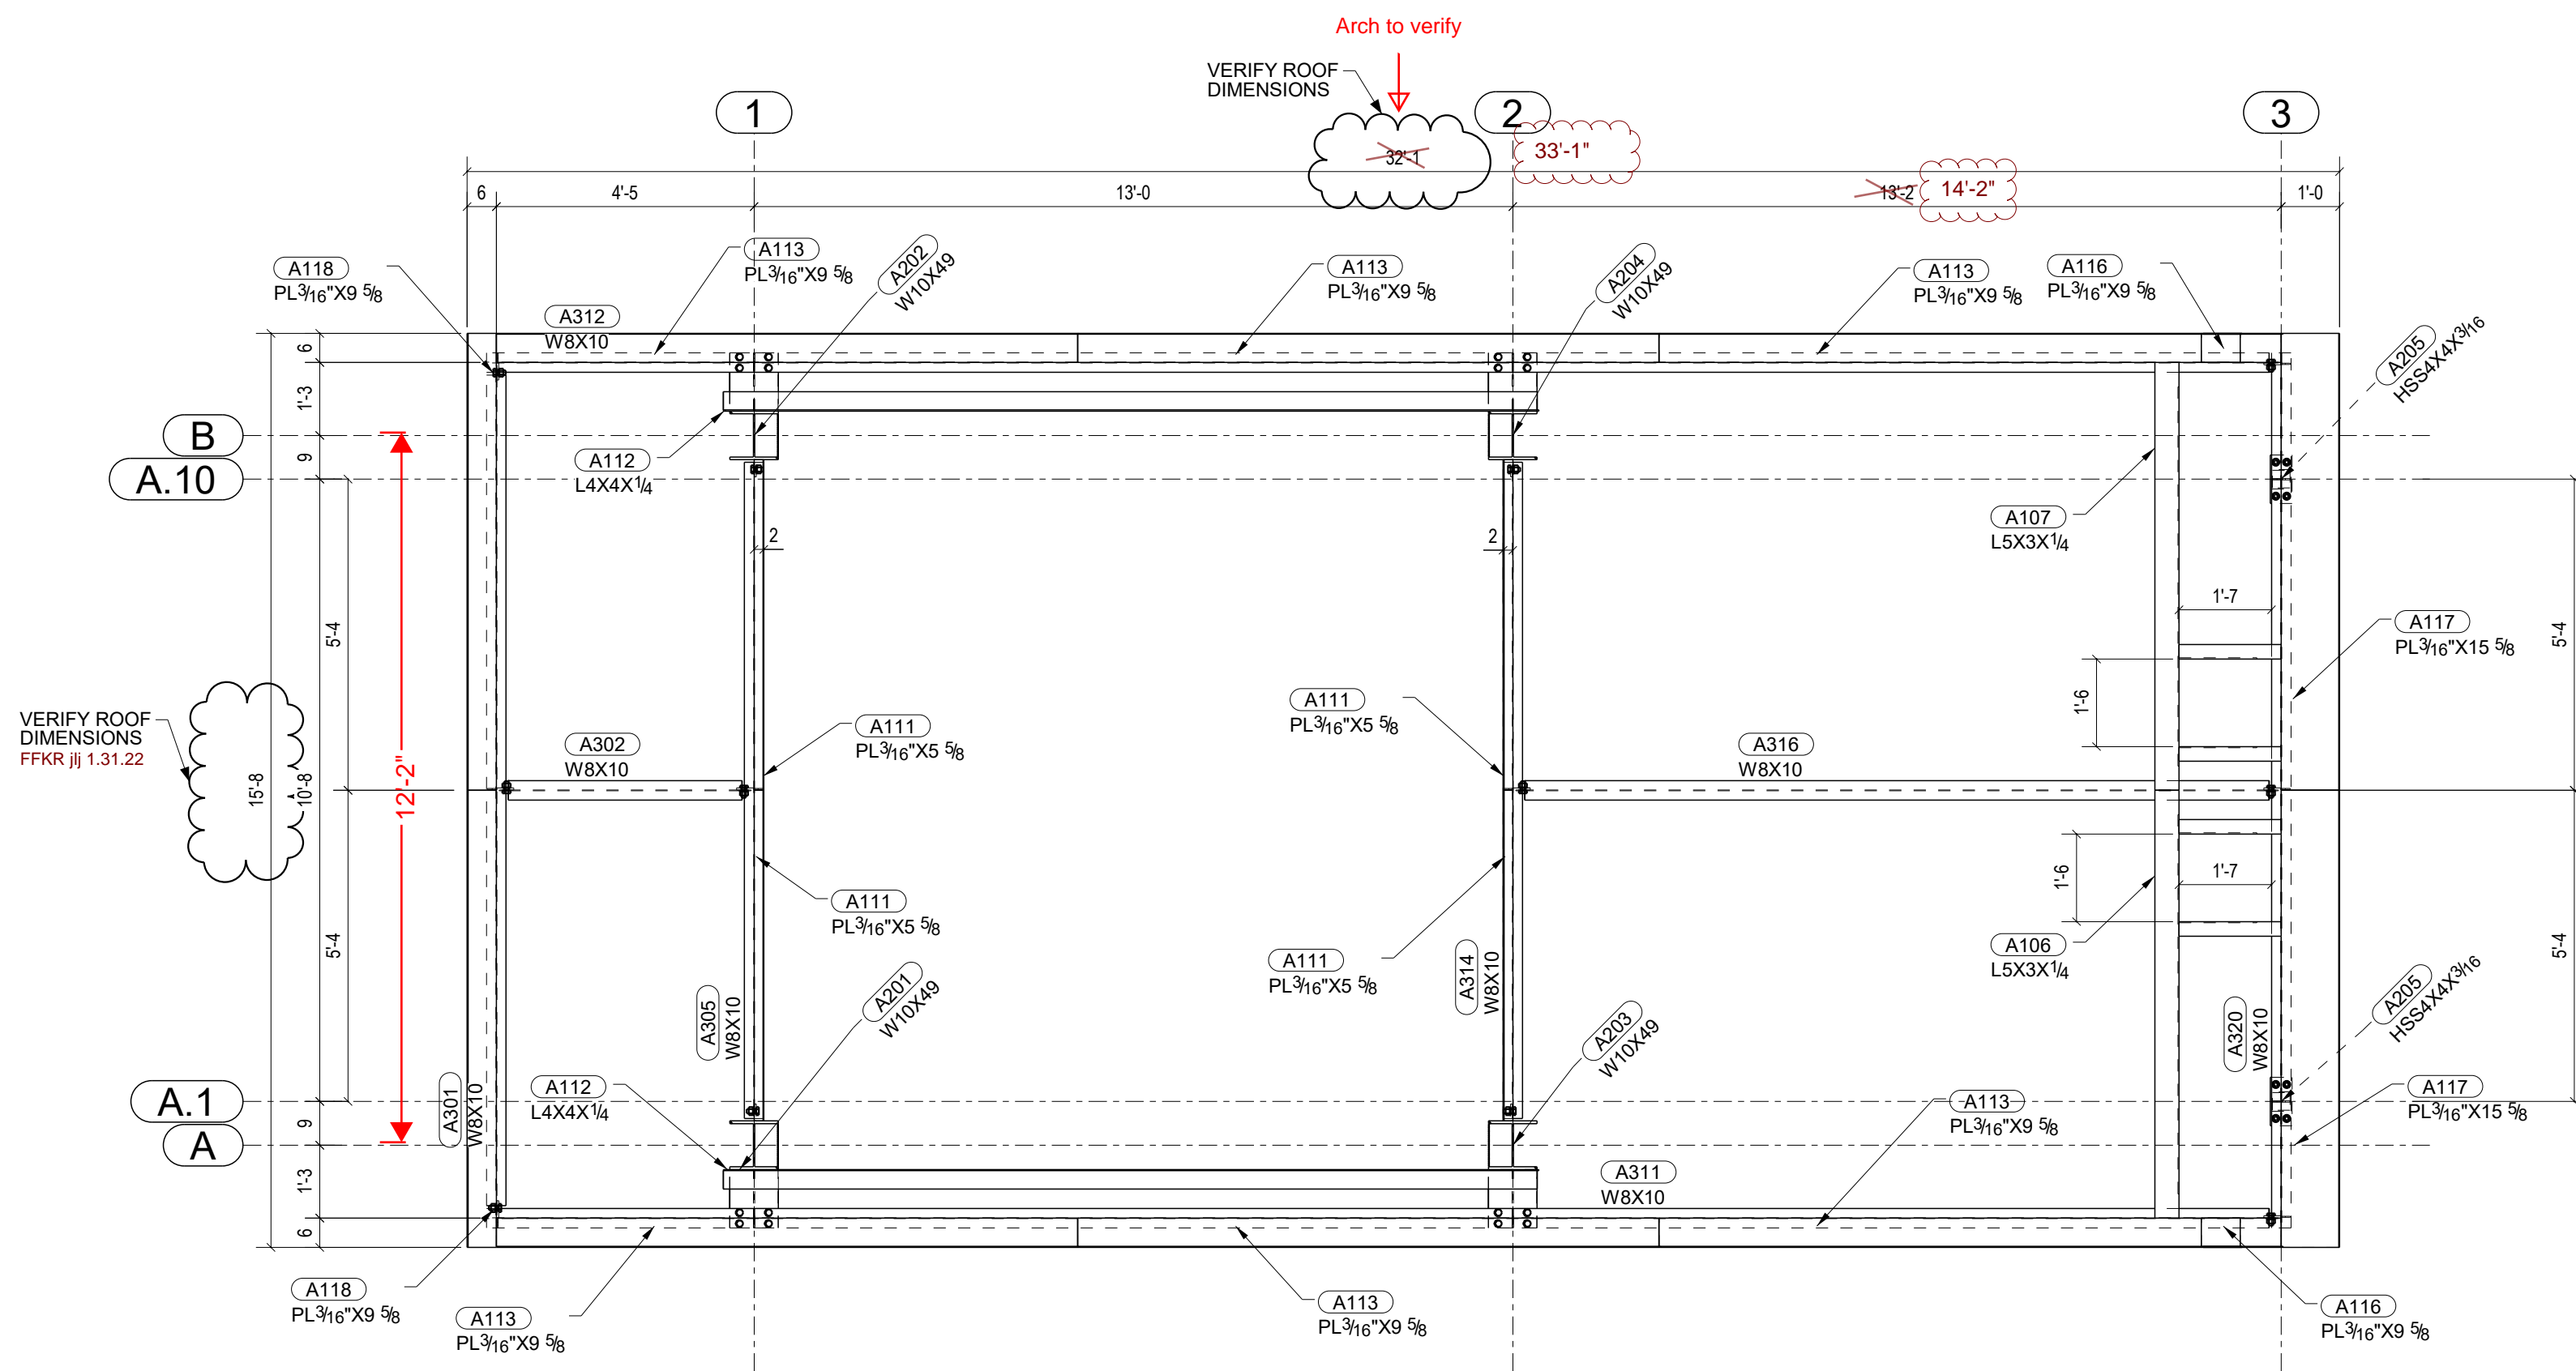 Arch to verify
VERIFY ROOF
DIMENSIONS
1
2
3
32'-1
33'-1"
6
4'-5
13'-0
13'-2
14'-2"
1'-0
A118
PL3/16"X9 5/8
A113
PL3/16"X9 5/8
A202
W10X49
A113
PL3/16"X9 5/8
A204
W10X49
A113
PL3/16"X9 5/8
A116
PL3/16"X9 5/8
A312
W8X10
A205
HSS4X4X3/16
6
1'-3
B
9
A.10
A112
L4X4X1/4
2
2
A107
L5X3X1/4
1'-7
5'-4
5'-4
A117
PL3/16"X15 5/8
1'-6
VERIFY ROOF
DIMENSIONS
FFKR jlj 1.31.22
15'-8
10'-8
12'-2"
A302
W8X10
A111
PL3/16"X5 5/8
A111
PL3/16"X5 5/8
A316
W8X10
A111
PL3/16"X5 5/8
A111
PL3/16"X5 5/8
1'-6
1'-7
5'-4
5'-4
A106
L5X3X1/4
A205
HSS4X4X3/16
A305
W8X10
A201
W10X49
A314
W8X10
A203
W10X49
A320
W8X10
A.1
A301
W8X10
A112
L4X4X1/4
A113
PL3/16"X9 5/8
A117
PL3/16"X15 5/8
9
A
1'-3
A311
W8X10
6
A118
PL3/16"X9 5/8
A113
PL3/16"X9 5/8
A113
PL3/16"X9 5/8
A116
PL3/16"X9 5/8